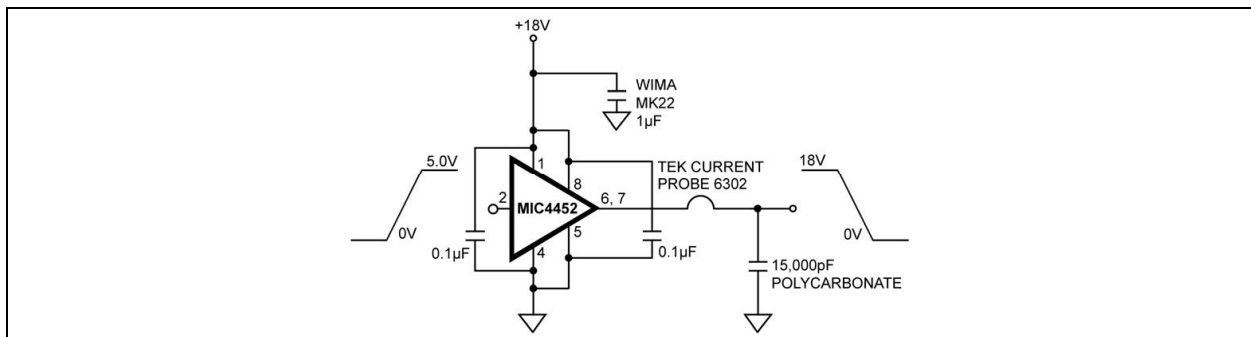 +18V
WIMA
MK22
1µF
5.0V
0V
2
1
8
MIC4452
6, 7
5
4
0.1µF
0.1µF
TEK CURRENT
PROBE 6302
18V
0V
15,000pF
POLYCARBONATE